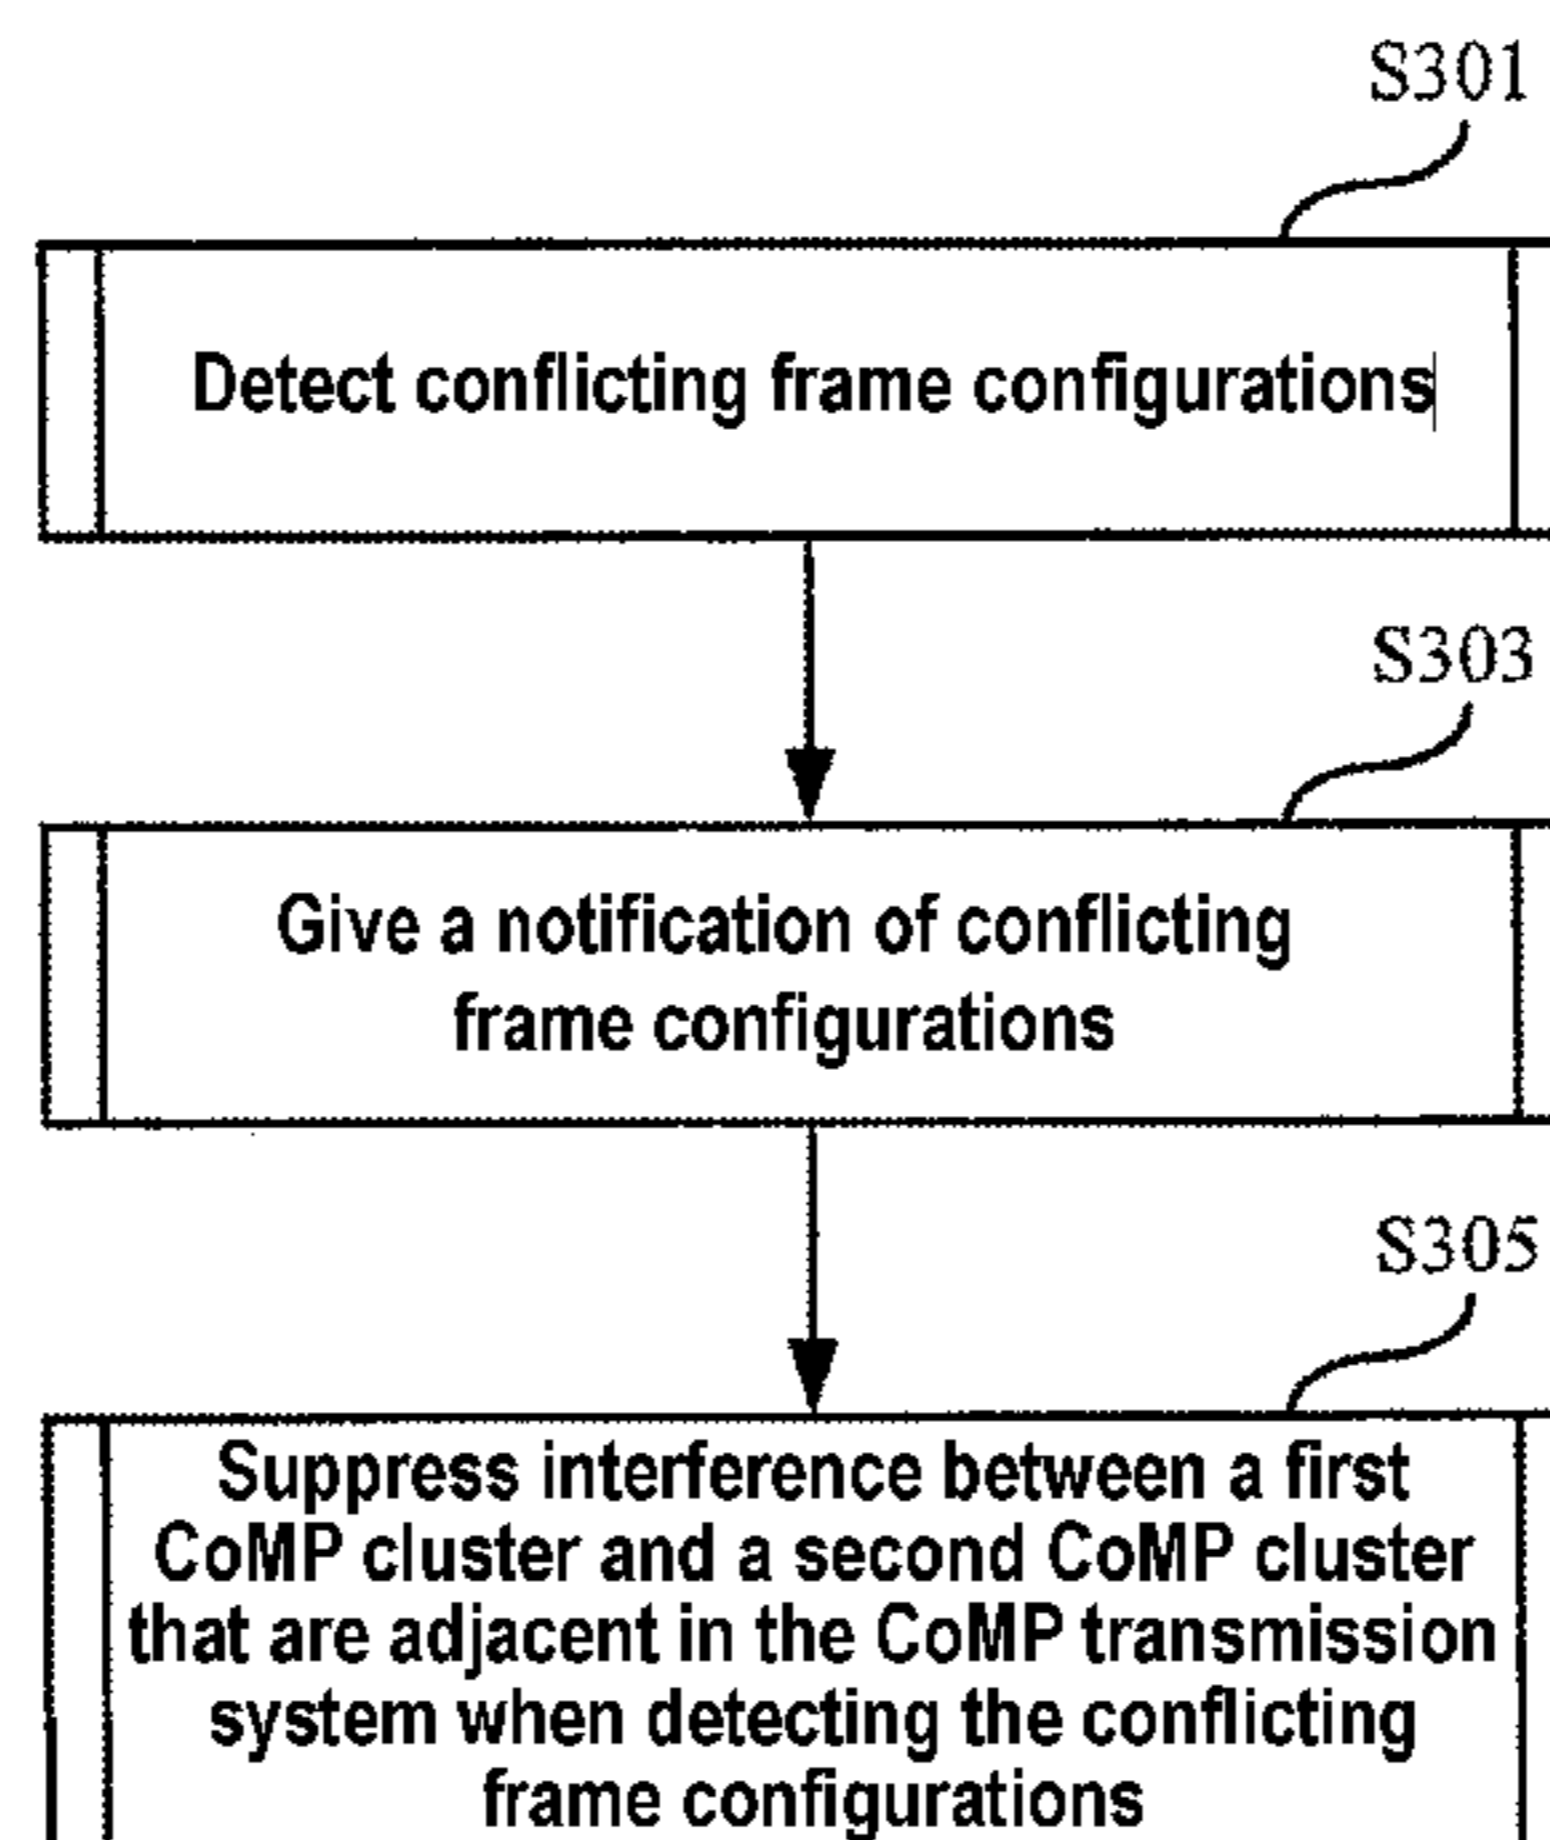 S301
Detect conflicting frame configurations
S303
Give a notification of conflicting
frame configurations
S305
Suppress interference between a first
CoMP cluster and a second CoMP cluster
that are adjacent in the CoMP transmission
system when detecting the conflicting
frame configurations